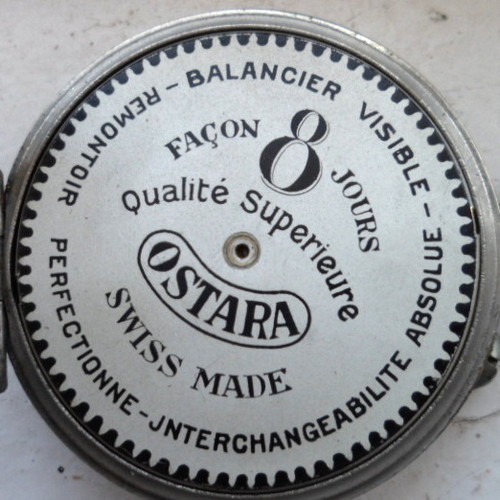 REMONTOIR - BALANCIER VISIBLE - PERFECTIONNE - JNTERCHANGEABILITE ABSOLUE -
FAÇON 8 JOURS
Qualité Superieure
OSTARA
SWISS MADE